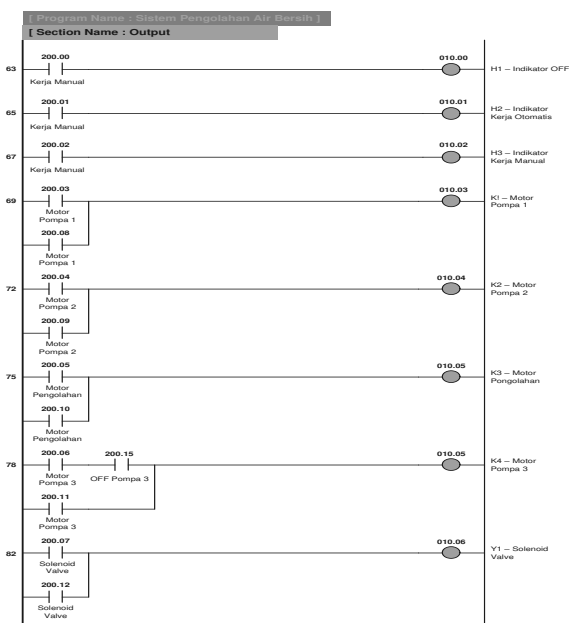 [ Program Name : Sistem Pengolahan Air Bersih ]
[ Section Name : Output
200.00
010.00
63
H1 – Indikator OFF
Kerja Manual
200.01
010.01
65
H2 – Indikator
Kerja Otomatis
Kerja Manual
200.02
010.02
67
H3 – Indikator
Kerja Manual
Kerja Manual
200.03
010.03
69
K! – Motor
Pompa 1
Motor
Pompa 1
200.08
Motor
Pompa 1
200.04
010.04
72
K2 – Motor
Pompa 2
Motor
Pompa 2
200.09
Motor
Pompa 2
200.05
010.05
75
K3 – Motor
Pongolahan
Motor
Pengolahan
200.10
Motor
Pengolahan
200.06
200.15
010.05
78
K4 – Motor
Pompa 3
Motor
Pompa 3
OFF Pompa 3
200.11
Motor
Pompa 3
200.07
010.06
82
Y1 – Solenoid
Valve
Solenoid
Valve
200.12
Solenoid
Valve